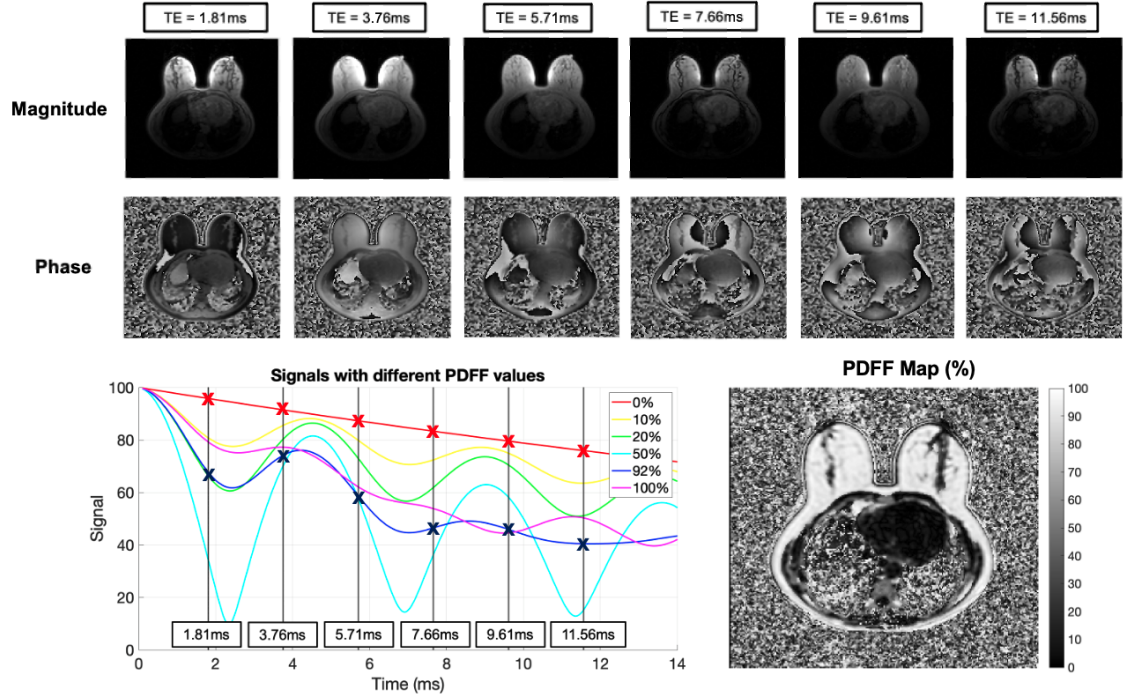 TE = 1.81ms TE = 3.76ms TE = 5.71ms TE = 7.66ms TE = 9.61ms TE = 11.56ms
Magnitude
Phase
Signals with different PDFF values
100
80
60
40
20
0
Signal
0%
10%
20%
50%
92%
100%
1.81ms 3.76ms 5.71ms 7.66ms 9.61ms 11.56ms
0 2 4 6 8 10 12 14
Time (ms)
PDFF Map (%)
100
90
80
70
60
50
40
30
20
10
0